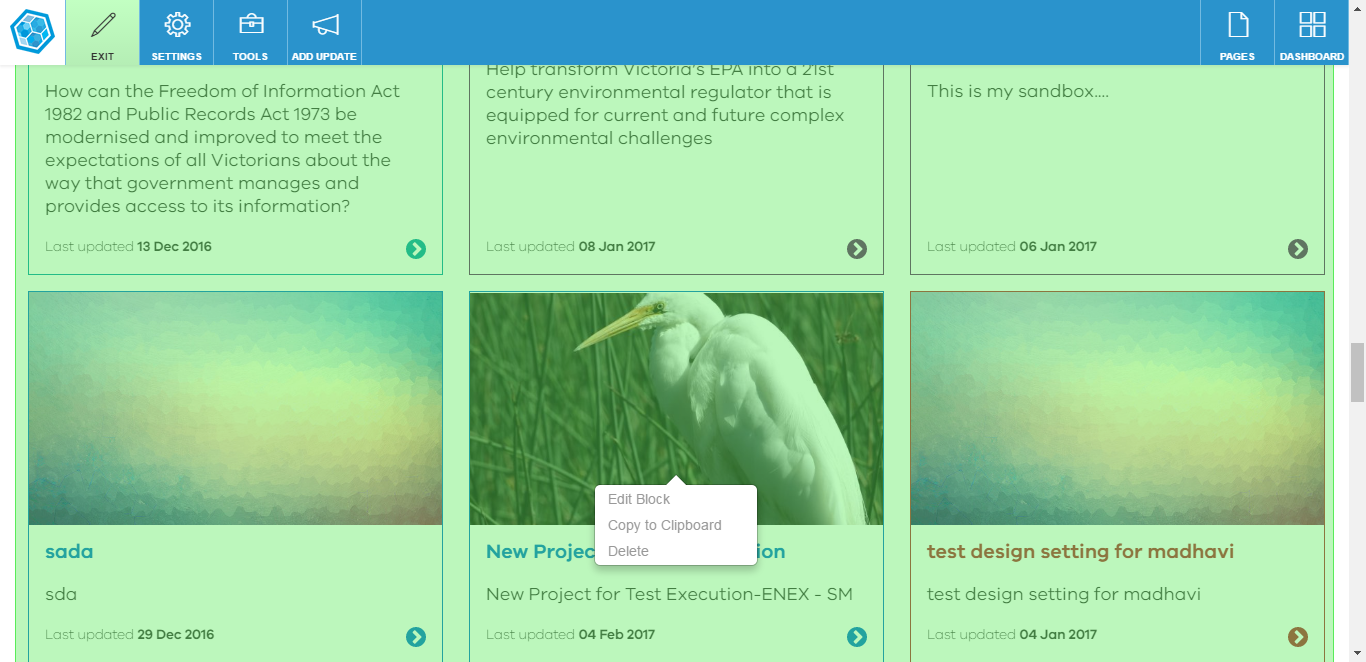 EXIT
SETTINGS
TOOLS
ADD UPDATE
PAGES
DASHBOARD
How can the Freedom of Information Act
1982 and Public Records Act 1973 be
modernised and improved to meet the
expectations of all Victorians about the
way that government manages and
provides access to its information?
Last updated 13 Dec 2016
Help transform Victoria's EPA into a 21st
century environmental regulator that is
equipped for current and future complex
environmental challenges
Last updated 08 Jan 2017
This is my sandbox....
Last updated 06 Jan 2017
sada
sda
Last updated 29 Dec 2016
Edit Block
Copy to Clipboard
Delete
New Projec ion
New Project for Test Execution-ENEX - SM
Last updated 04 Feb 2017
test design setting for madhavi
test design setting for madhavi
Last updated 04 Jan 2017